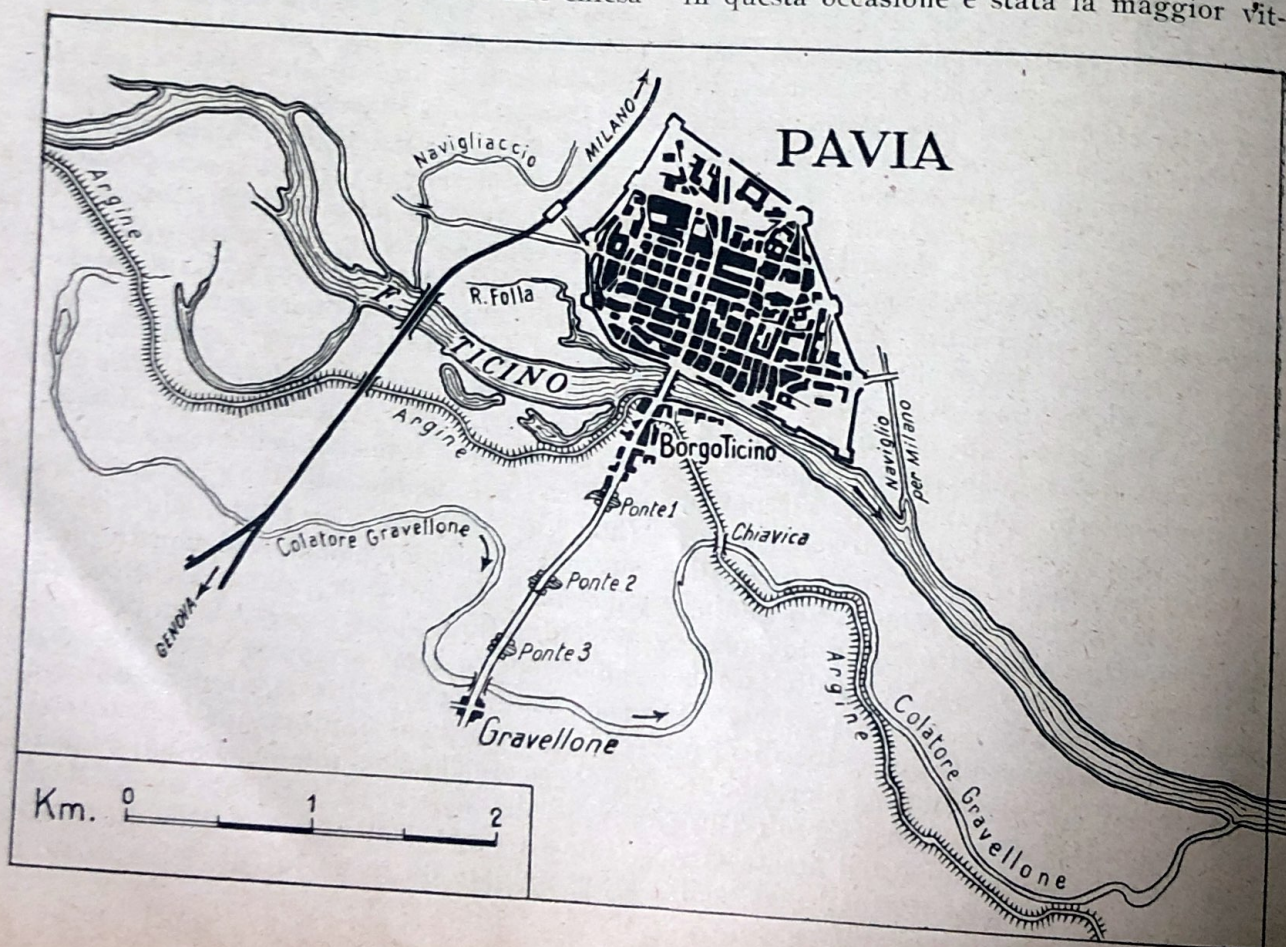 in questa occasione è stata la maggior vit-
PAVIA
MILANO
Navigliaccio
Argine
R. Folla
T. TICINO
Argine
BorgoTicino
Naviglio
per Milano
Ponte 1
Chiavica
Colatore Gravellone
Ponte 2
GENOVA
Ponte 3
Argine
Gravellone
Colatore Gravellone
Km. 0 1 2